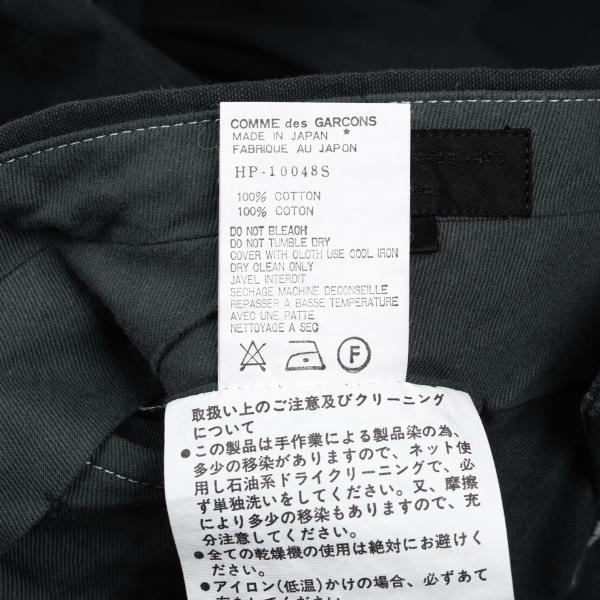 COMME des GARCONS
MADE IN JAPAN *
FABRIQUE AU JAPON
HP-10048S
100% COTTON
100% COTON
DO NOT BLEACH
DO NOT TUMBLE DRY
COVER WITH CLOTH USE COOL IRON
DRY CLEAN ONLY
JAVEL INTERDIT
SECHAGE MACHINE DECONSEILLE
REPASSER A BASSE TEMPERATURE
AVEC UNE PATTE
NETTOYAGE A SEC
F
取扱い上のご注意及びクリーニング
について
●この製品は手作業による製品染の為、
多少の移染がありますので、ネット使
用し石油系ドライクリーニングで、必
ず単独洗いをしてください。又、摩擦
により多少の移染もありますので、充
分注意してください。
●全ての乾燥機の使用は絶対にお避けく
ださい。
●アイロン(低温)かけの場合、必ずあて